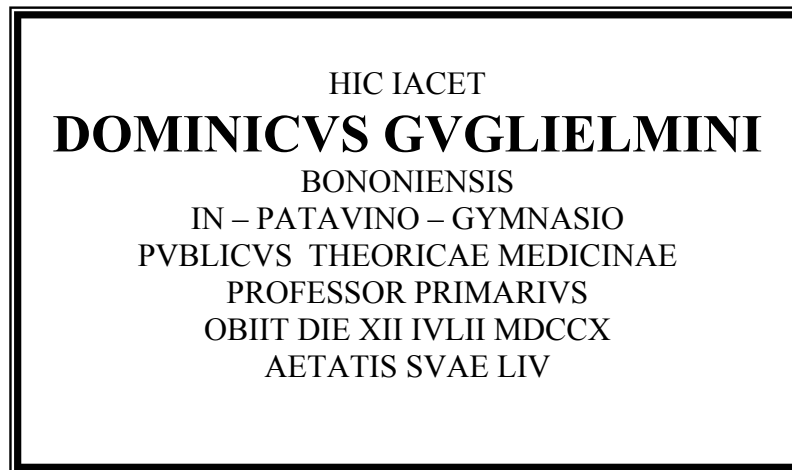 HIC IACET
DOMINICVS GVGLIELMINI
BONONIENSIS
IN – PATAVINO – GYMNASIO
PVBLICVS THEORICAE MEDICINAE
PROFESSOR PRIMARIVS
OBIIT DIE XII IVLII MDCCX
AETATIS SVAE LIV